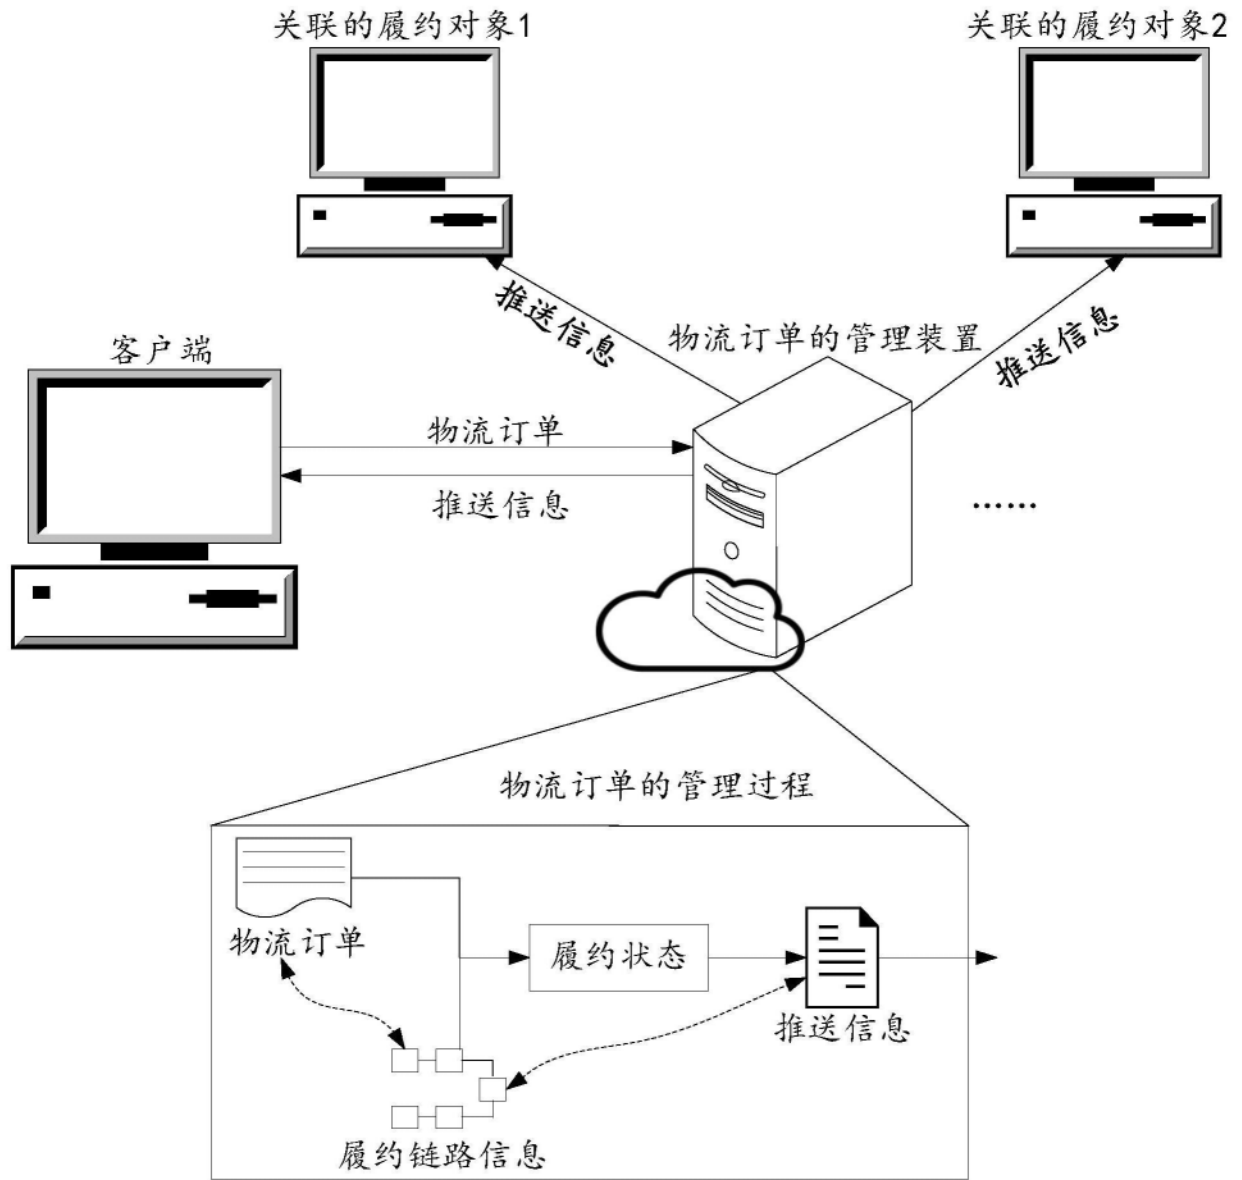 关联的履约对象1
关联的履约对象2
推送信息
物流订单的管理装置
推送信息
客户端
物流订单
推送信息
……
物流订单的管理过程
物流订单
履约状态
推送信息
履约链路信息